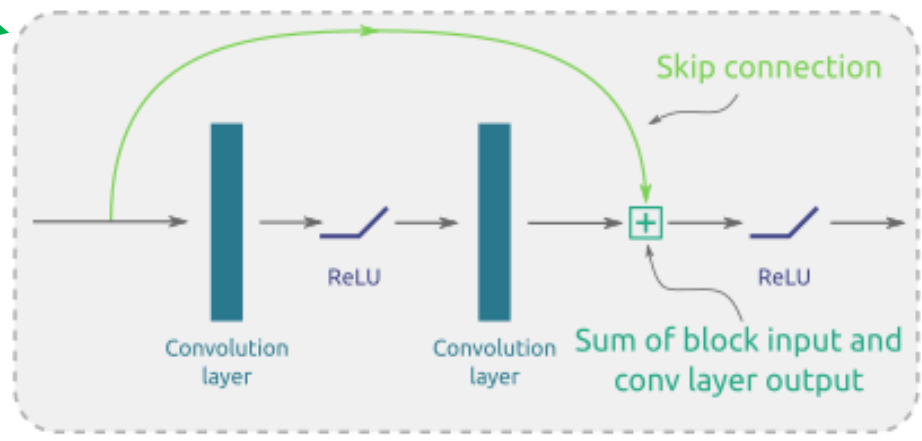 Skip connection
ReLU
ReLU
Convolution
layer
Convolution
layer
Sum of block input and
conv layer output